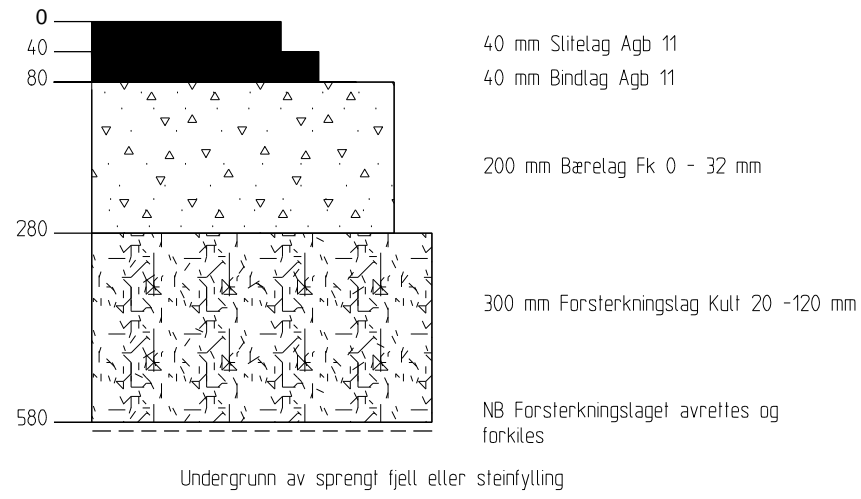 0
40
80
280
580
40 mm Slitelag Agb 11
40 mm Bindlag Agb 11
200 mm Bærelag Fk 0 - 32 mm
300 mm Forsterkningslag Kult 20 -120 mm
NB Forsterkningslaget avrettes og
forkiles
Undergrunn av sprengt fjell eller steinfylling